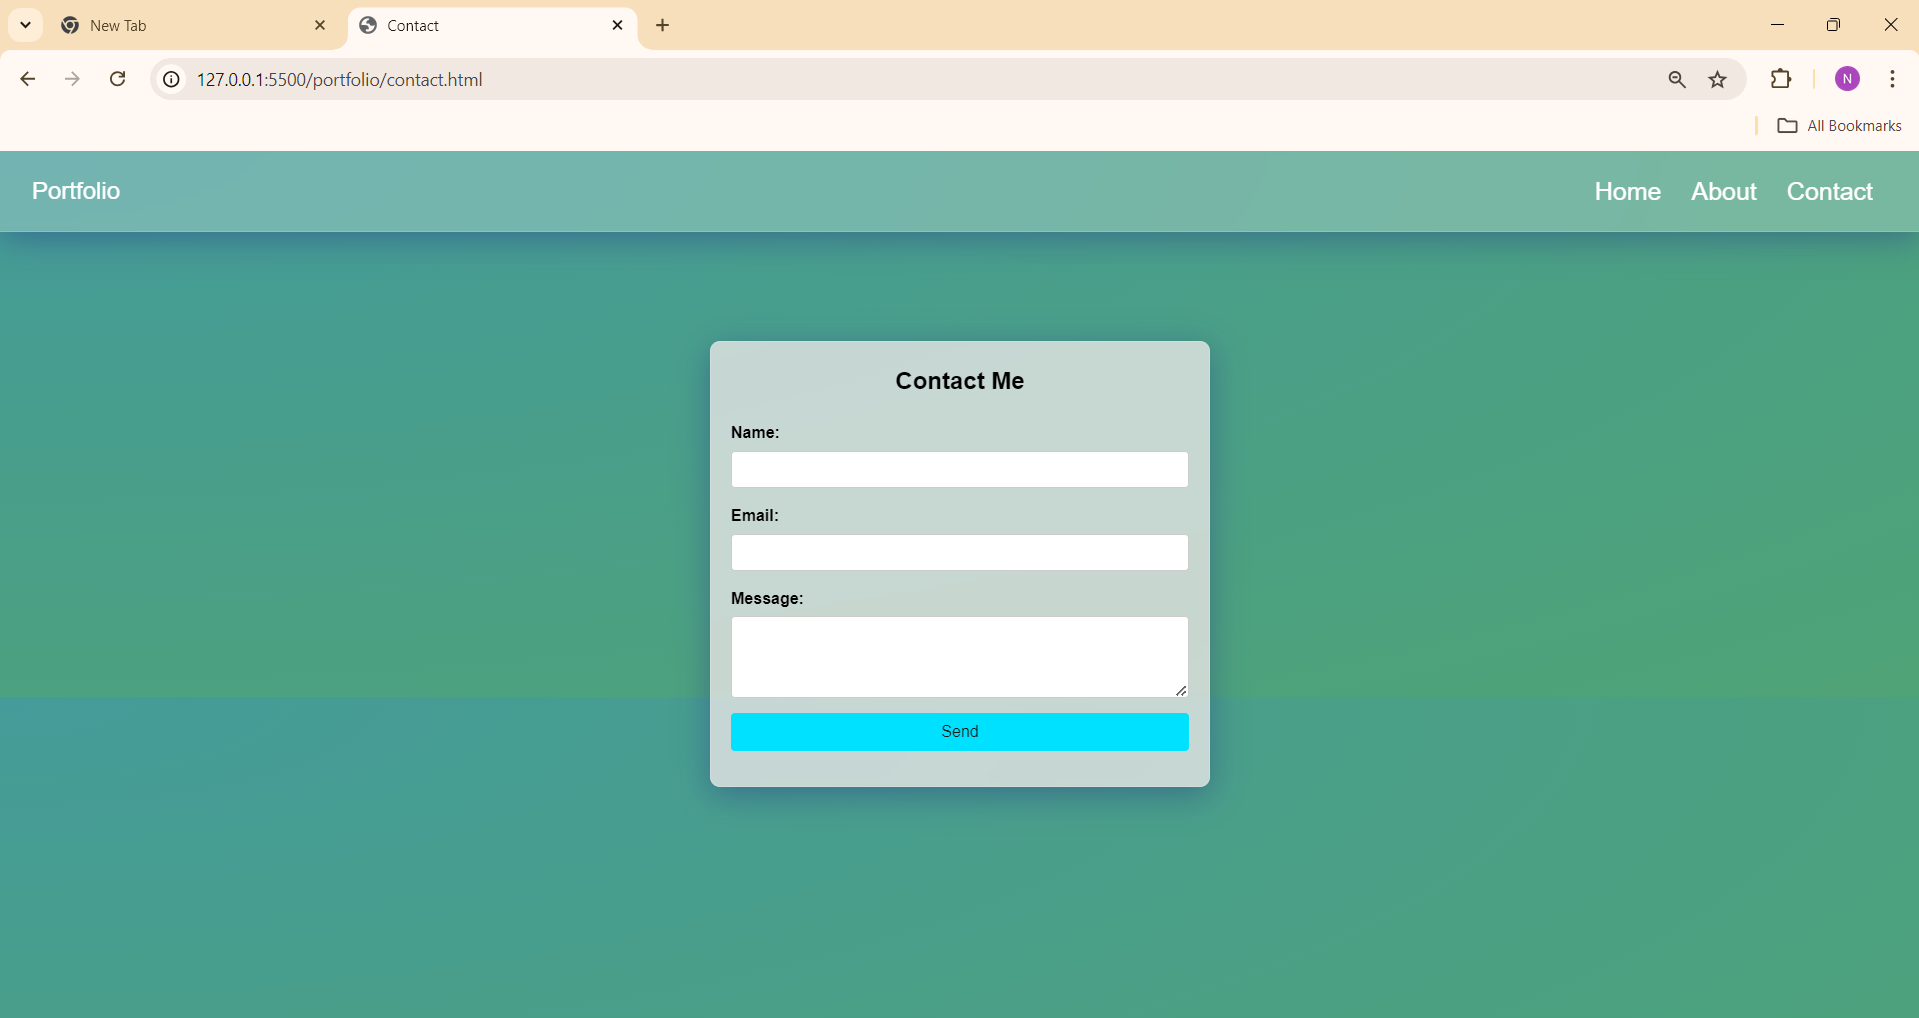 New Tab
Contact
127.0.0.1:5500/portfolio/contact.html
N
All Bookmarks
Portfolio
Home About Contact
Contact Me
Name:
Email:
Message:
Send